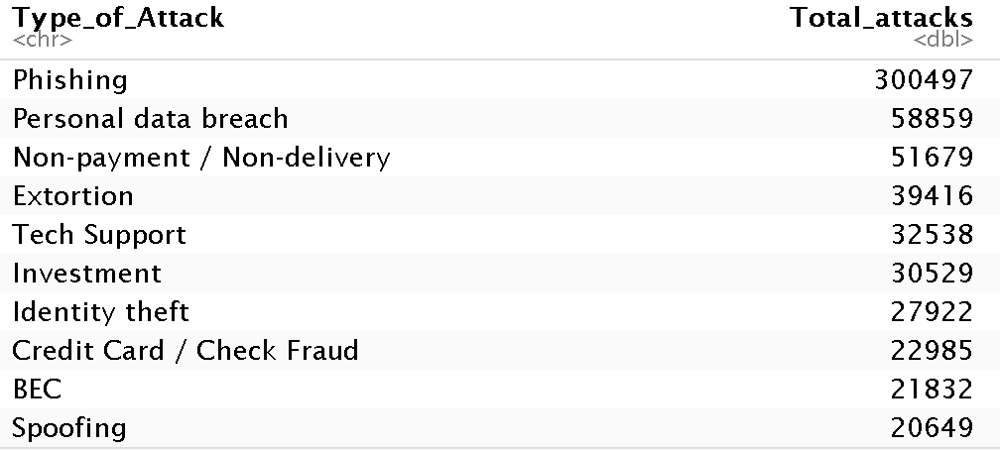 Type_of_Attack Total_attacks
<chr> <dbl>
Phishing 300497
Personal data breach 58859
Non-payment / Non-delivery 51679
Extortion 39416
Tech Support 32538
Investment 30529
Identity theft 27922
Credit Card / Check Fraud 22985
BEC 21832
Spoofing 20649